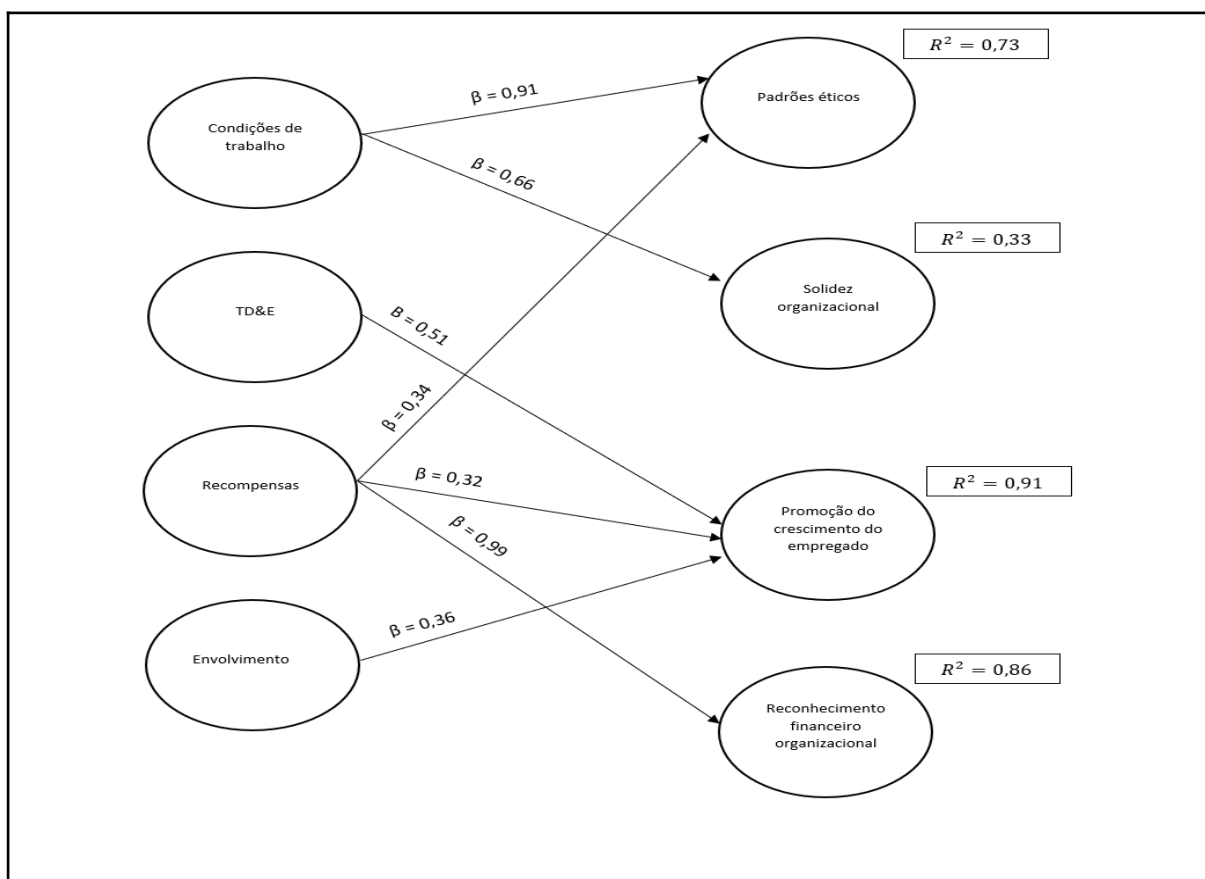 R² = 0,73
Padrões éticos
β = 0,91
Condições de
trabalho
β = 0,66
R² = 0,33
Solidez
organizacional
TD&E
B = 0,51
β = 0,34
Recompensas
β = 0,32
R² = 0,91
Promoção do
crescimento do
empregado
β = 0,99
β = 0,36
Envolvimento
R² = 0,86
Reconhecimento
financeiro
organizacional